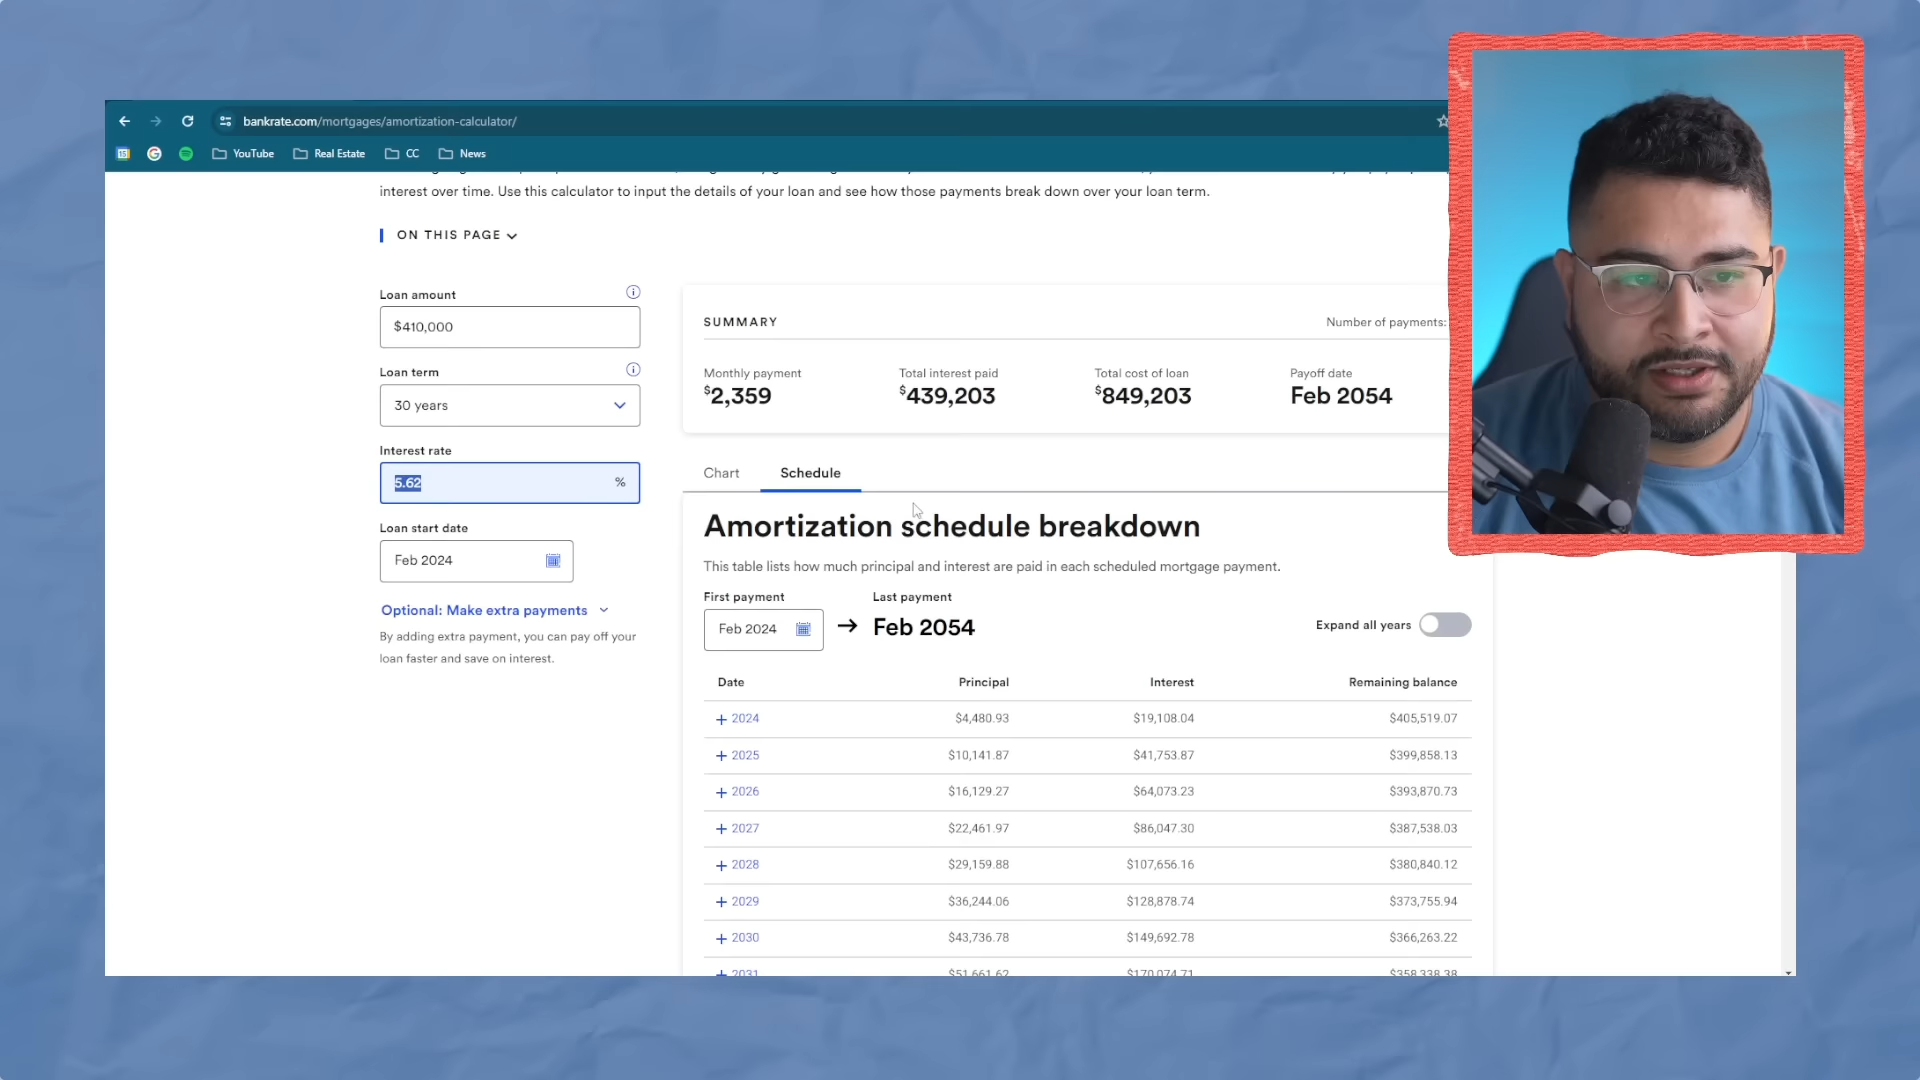 bankrate.com/mortgages/amortization-calculator/
YouTube
Real Estate
CC
News
interest over time. Use this calculator to input the details of your loan and see how those payments break down over your loan term.
ON THIS PAGE
Loan amount
$410,000
Loan term
30 years
Interest rate
5.62 %
Loan start date
Feb 2024
Optional: Make extra payments
By adding extra payment, you can pay off your
loan faster and save on interest.
SUMMARY
Number of payments:
Monthly payment
$2,359
Total interest paid
$439,203
Total cost of loan
$849,203
Payoff date
Feb 2054
Chart
Schedule
Amortization schedule breakdown
This table lists how much principal and interest are paid in each scheduled mortgage payment.
First payment
Feb 2024
Last payment
Feb 2054
Expand all years
Date Principal Interest Remaining balance
+ 2024 $4,480.93 $19,108.04 $405,519.07
+ 2025 $10,141.87 $41,753.87 $399,858.13
+ 2026 $16,129.27 $64,073.23 $393,870.73
+ 2027 $22,461.97 $86,047.30 $387,538.03
+ 2028 $29,159.88 $107,656.16 $380,840.12
+ 2029 $36,244.06 $128,878.74 $373,755.94
+ 2030 $43,736.78 $149,692.78 $366,263.22
+ 2031 $51,661.62 $170,074.71 $358,338.38